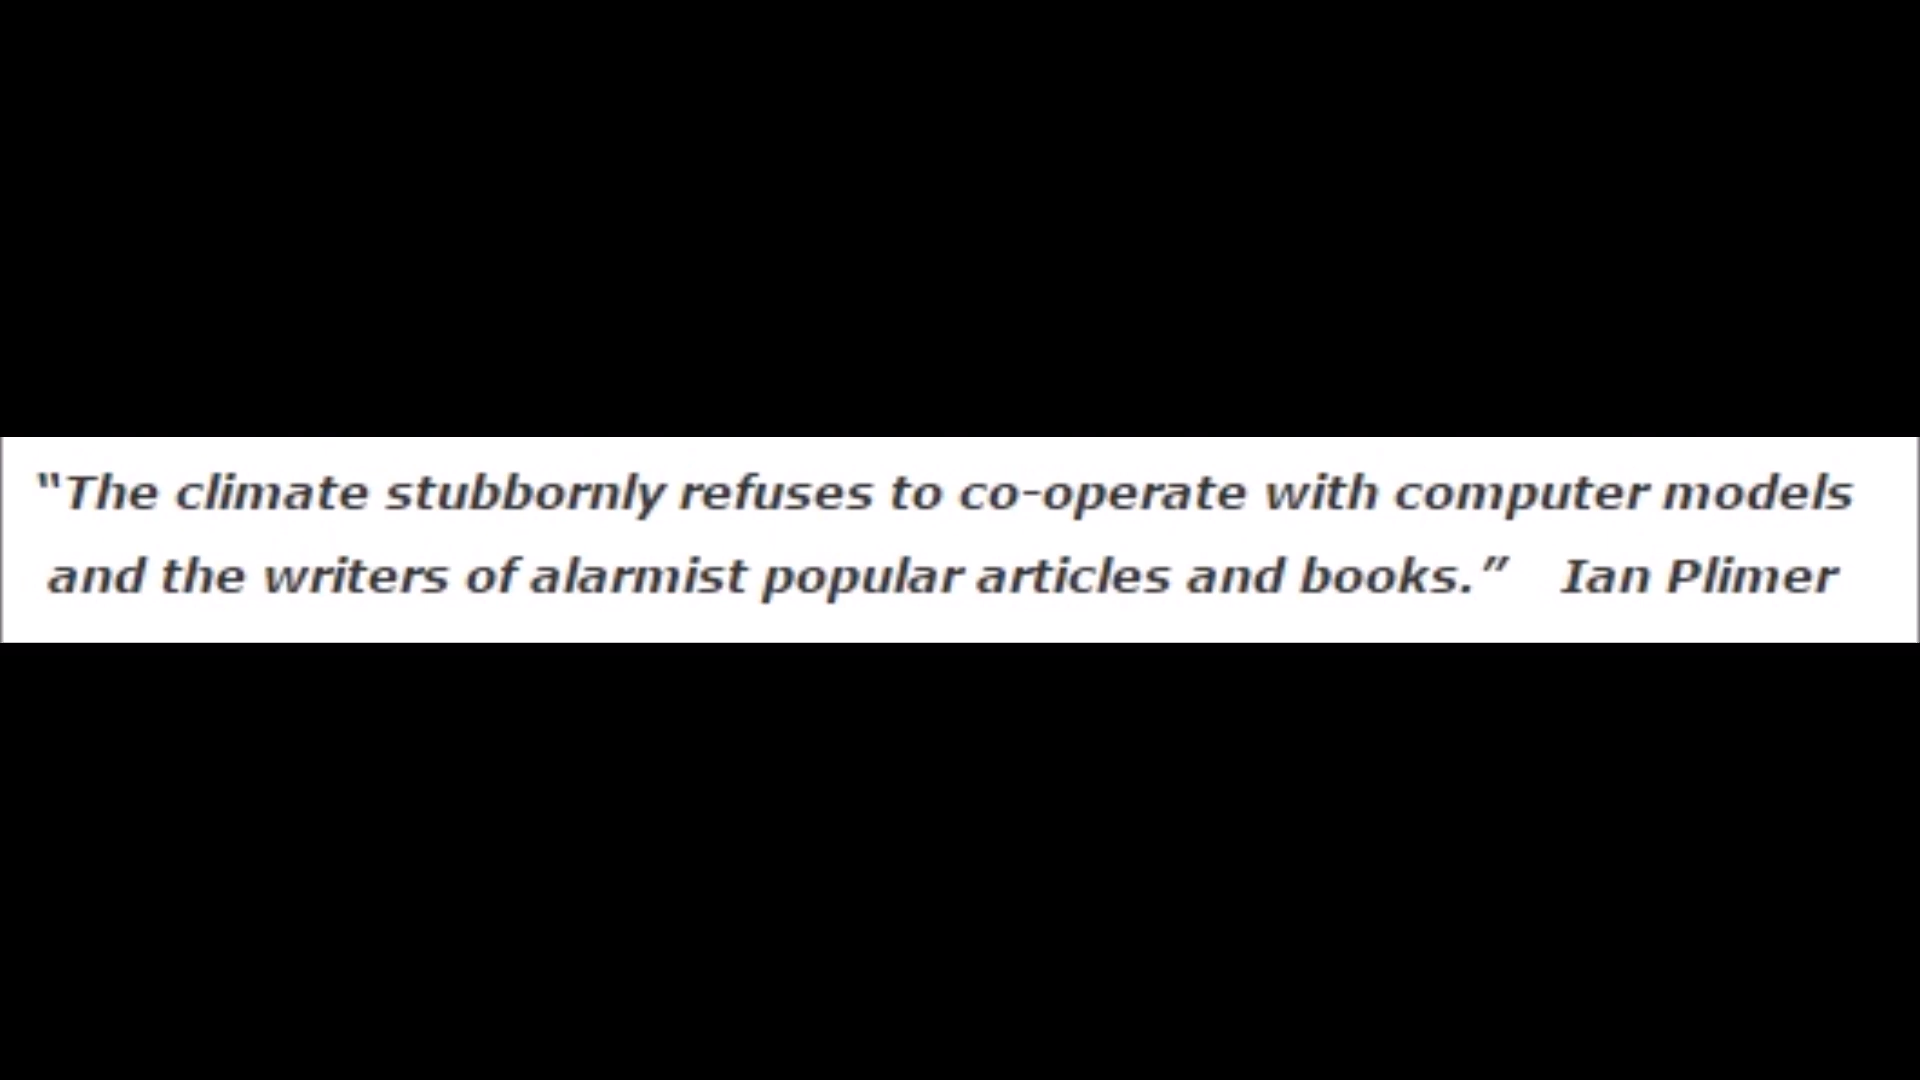 “The climate stubbornly refuses to co-operate with computer models
and the writers of alarmist popular articles and books.” Ian Plimer